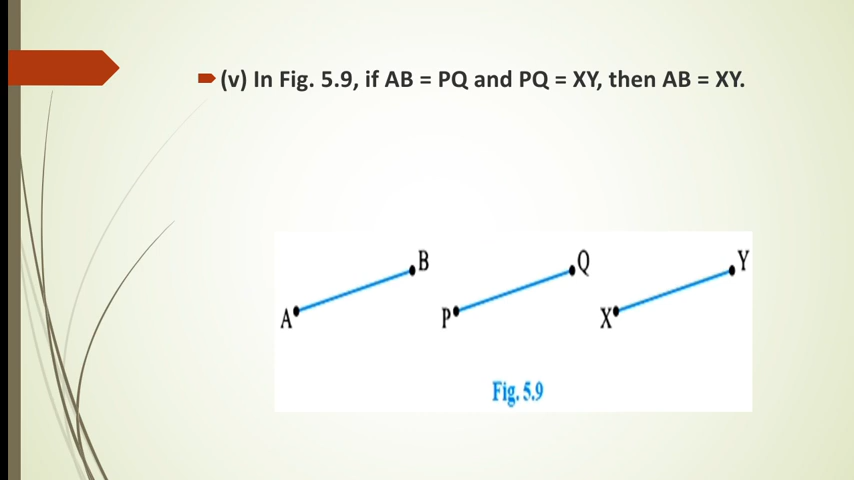 (v) In Fig. 5.9, if AB = PQ and PQ = XY, then AB = XY.
B
Q
Y
A
P
X
Fig. 5.9